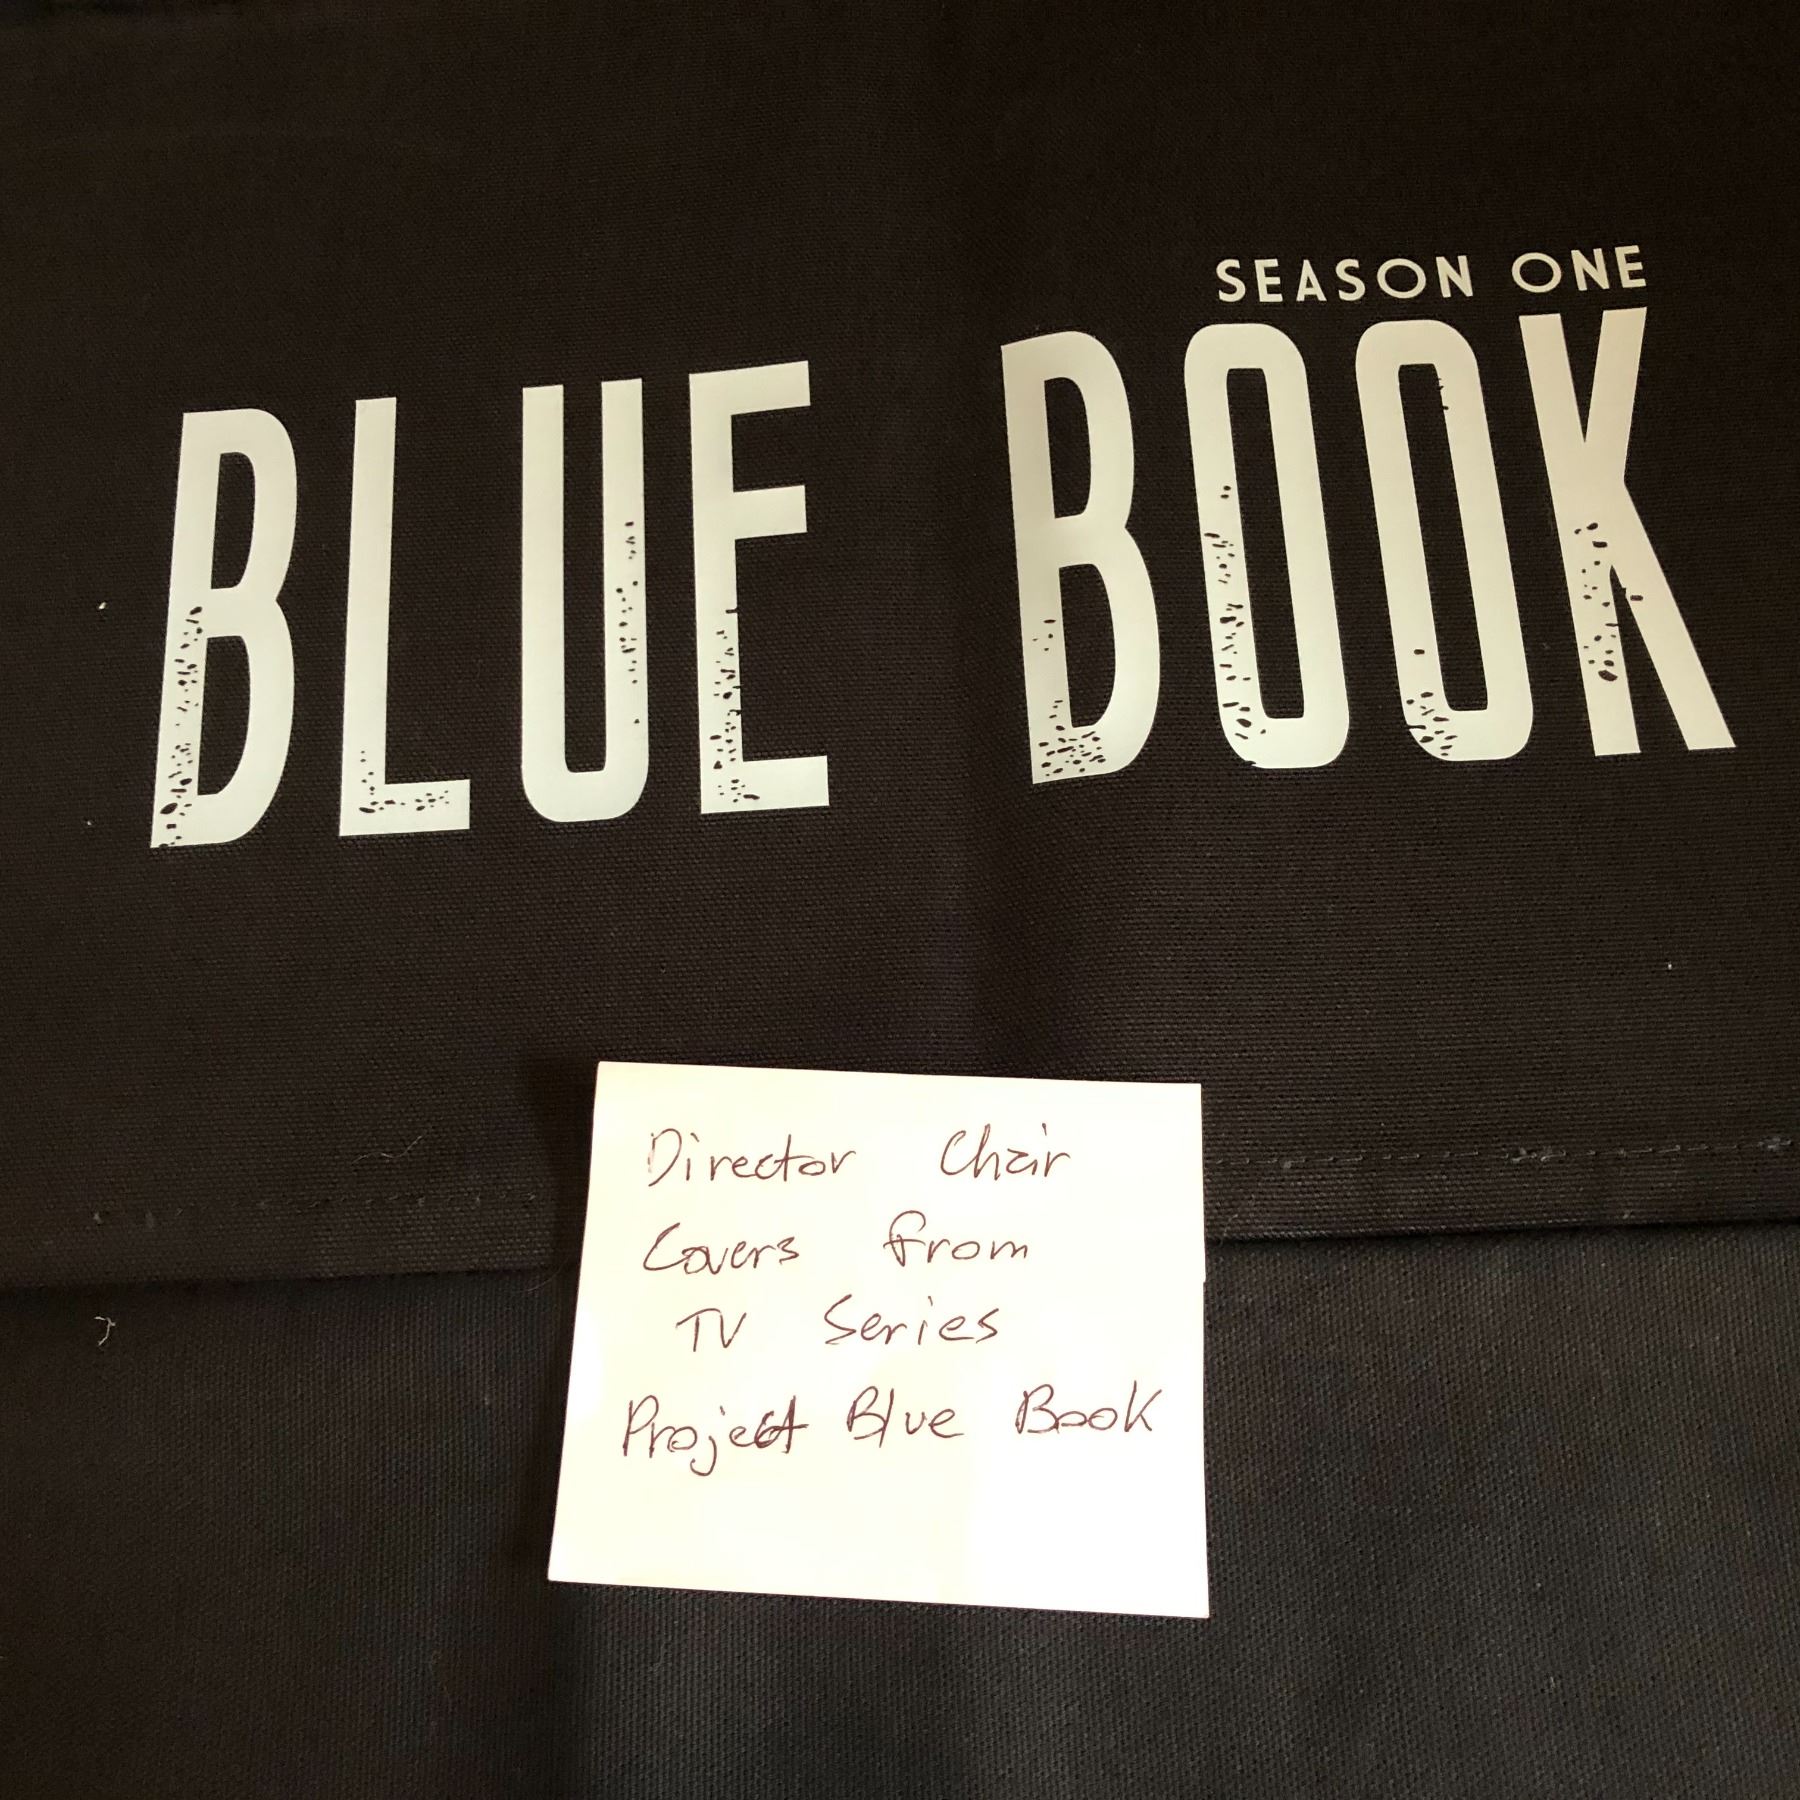 SEASON ONE
BLUE BOOK
Director Chair
Covers from
TV Series
Project Blue Book